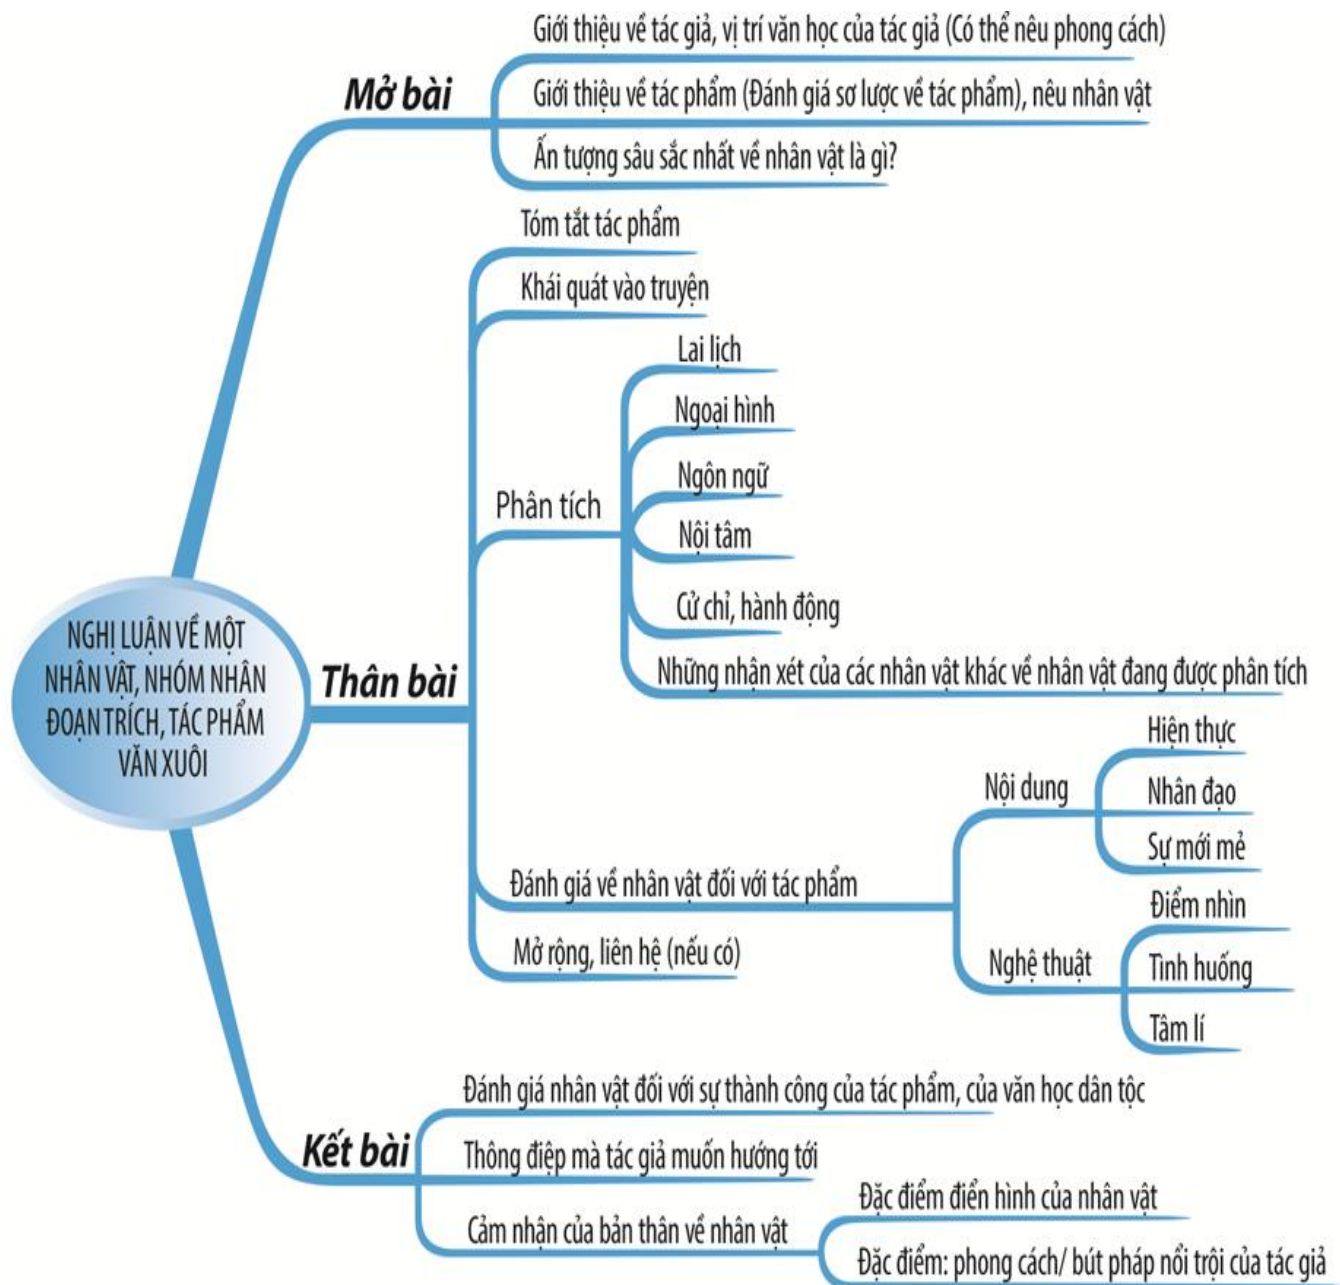 Giới thiệu về tác giả, vị trí văn học của tác giả (Có thể nêu phong cách)
Mở bài
Giới thiệu về tác phẩm (Đánh giá sơ lược về tác phẩm), nêu nhân vật
Ấn tượng sâu sắc nhất về nhân vật là gì?
Tóm tắt tác phẩm
Khái quát vào truyện
Lai lịch
Ngoại hình
Ngôn ngữ
Phân tích
Nội tâm
Cử chỉ, hành động
Những nhận xét của các nhân vật khác về nhân vật đang được phân tích
NGHỊ LUẬN VỀ MỘT
NHÂN VẬT, NHÓM NHÂN
ĐOẠN TRÍCH, TÁC PHẨM
VĂN XUÔI
Thân bài
Hiện thực
Nội dung
Nhân đạo
Sự mới mẻ
Đánh giá về nhân vật đối với tác phẩm
Điểm nhìn
Nghệ thuật
Tình huống
Tâm lí
Mở rộng, liên hệ (nếu có)
Đánh giá nhân vật đối với sự thành công của tác phẩm, của văn học dân tộc
Kết bài
Thông điệp mà tác giả muốn hướng tới
Cảm nhận của bản thân về nhân vật
Đặc điểm điển hình của nhân vật
Đặc điểm: phong cách/ bút pháp nổi trội của tác giả